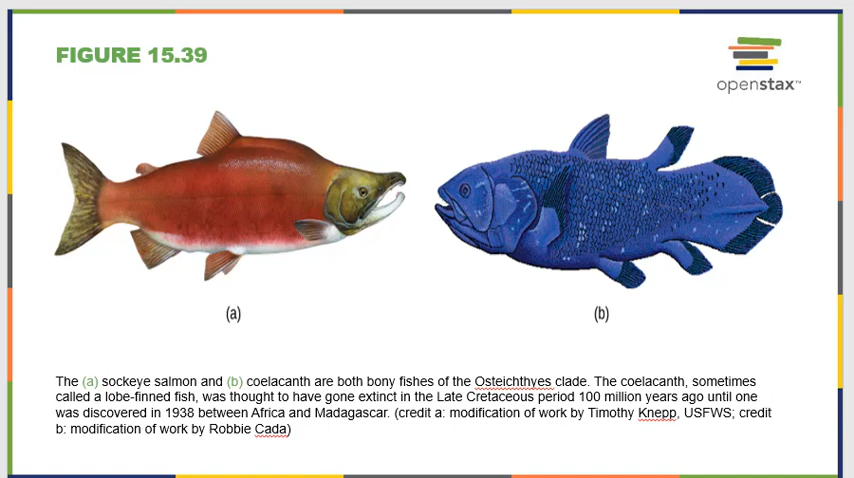 FIGURE 15.39
openstax™
(a)
(b)
The (a) sockeye salmon and (b) coelacanth are both bony fishes of the Osteichthyes clade. The coelacanth, sometimes
called a lobe-finned fish, was thought to have gone extinct in the Late Cretaceous period 100 million years ago until one
was discovered in 1938 between Africa and Madagascar. (credit a: modification of work by Timothy Knepp, USFWS; credit
b: modification of work by Robbie Cada)